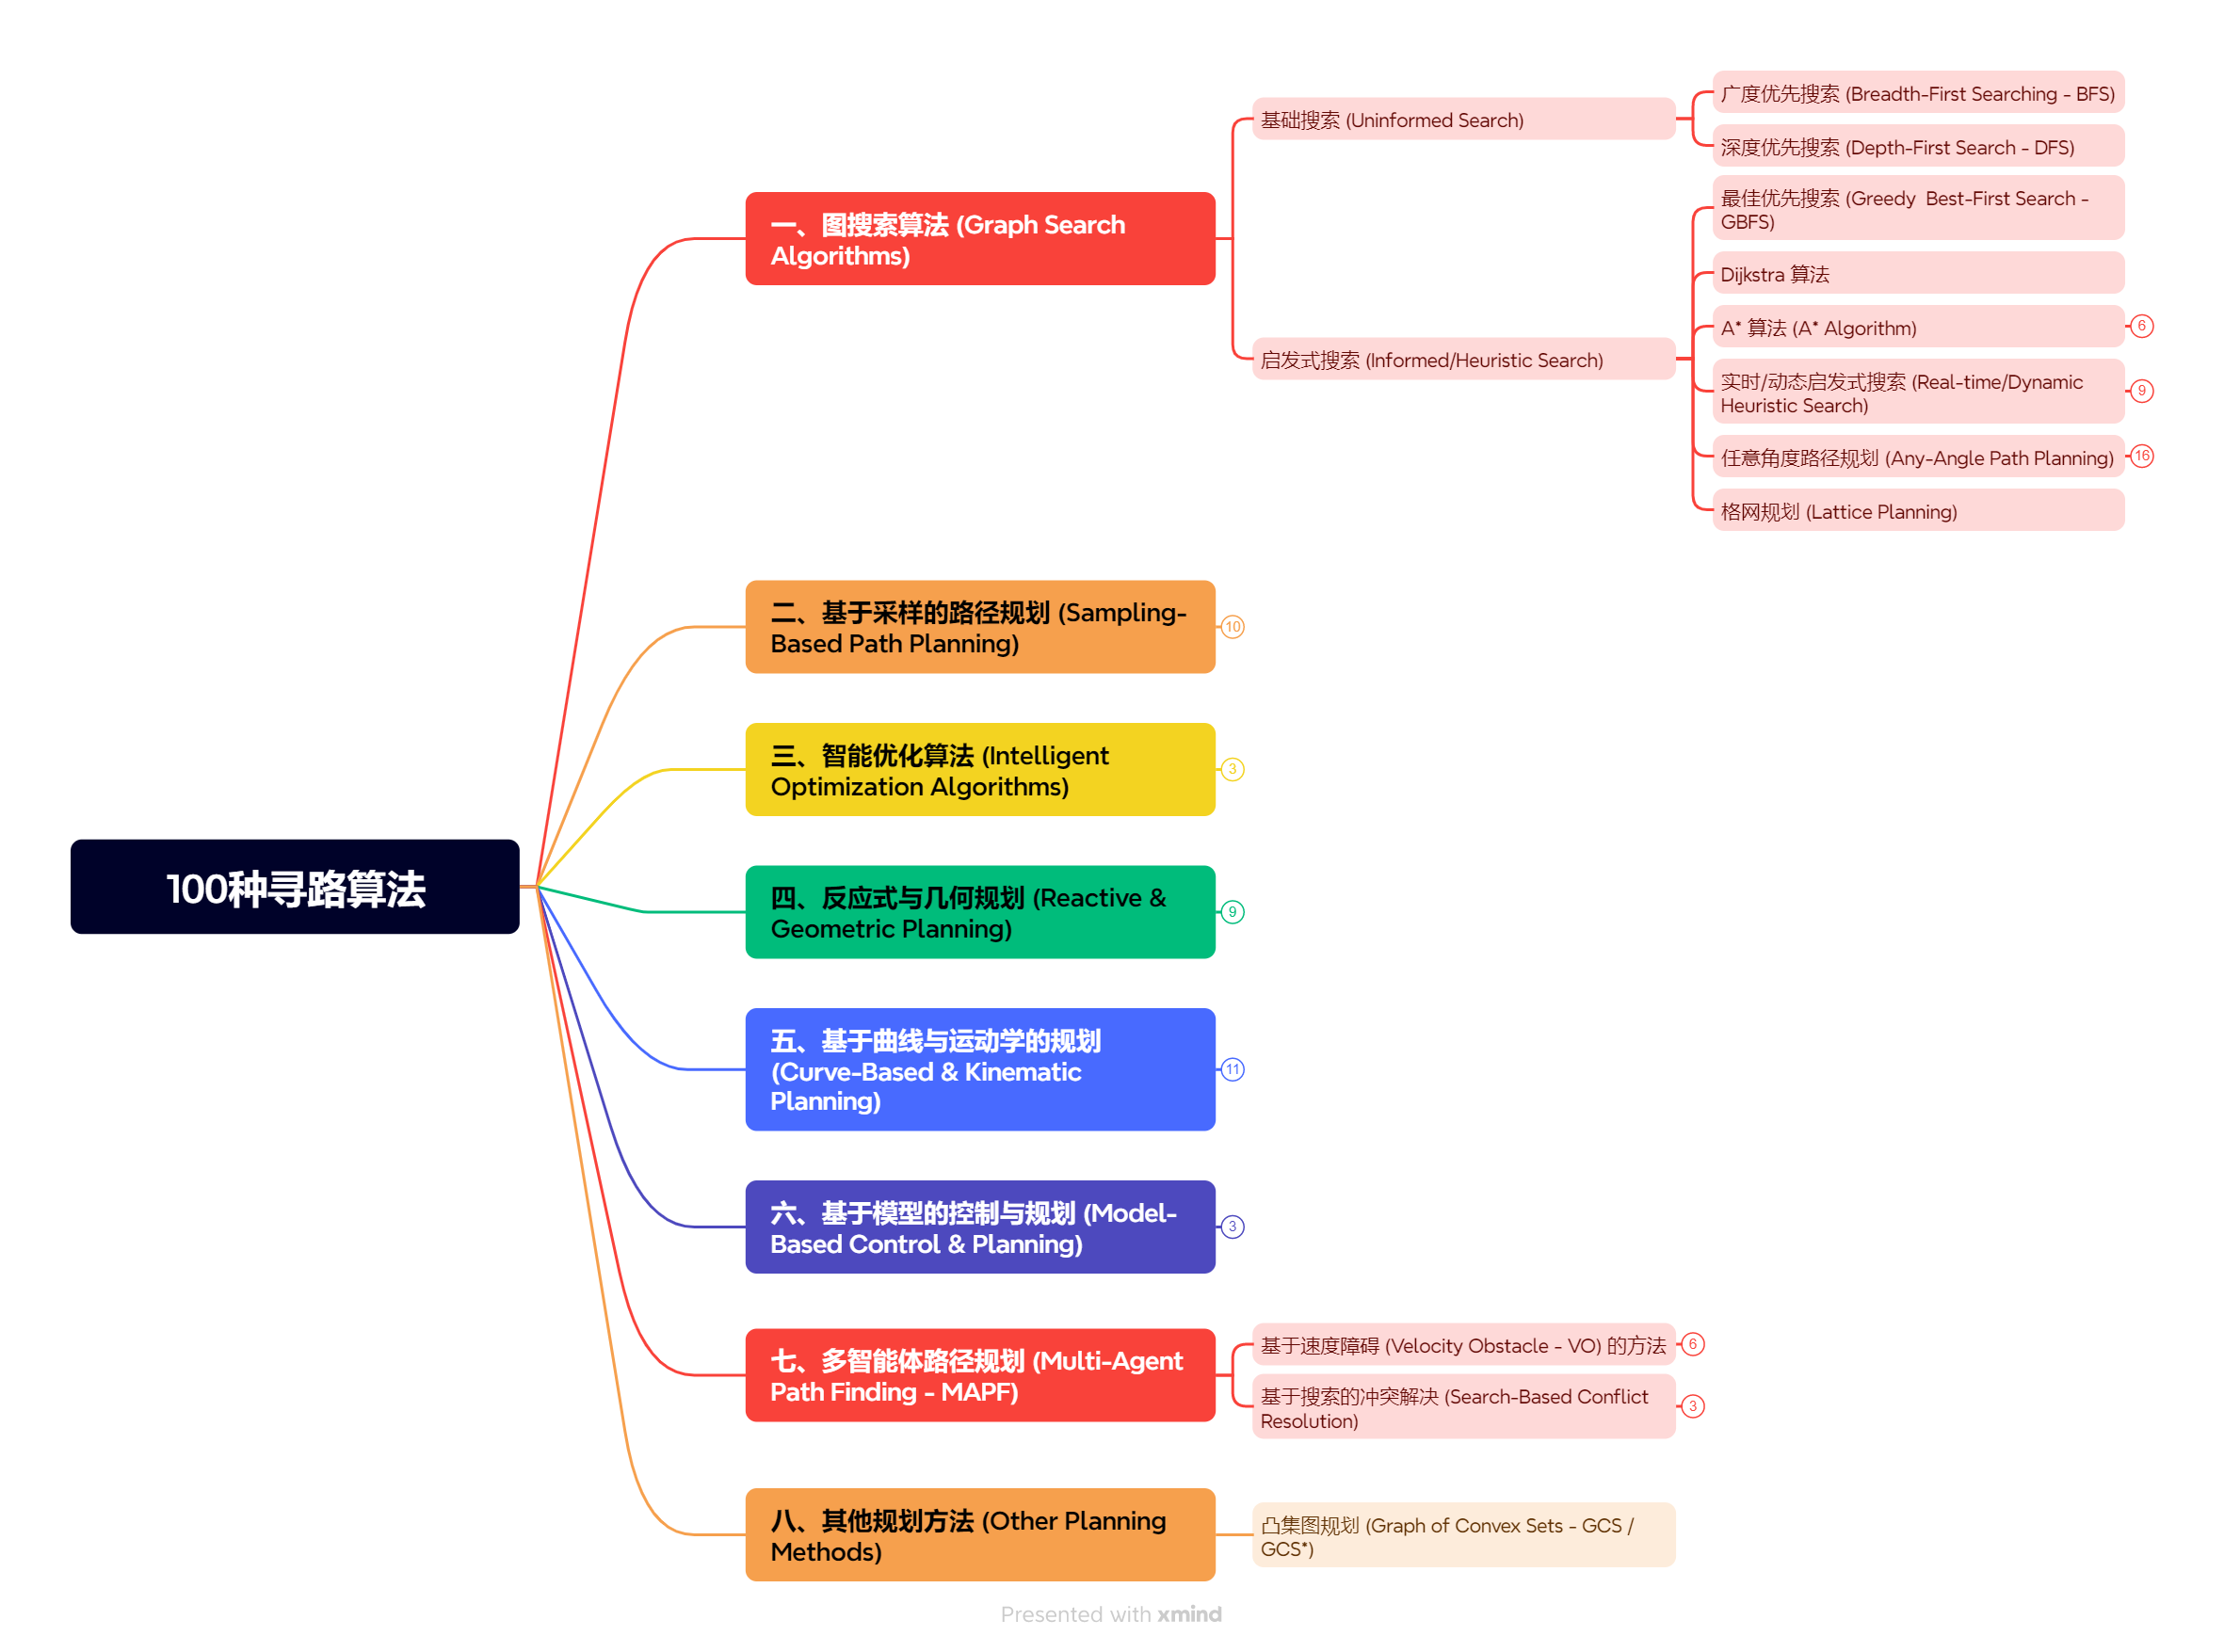 100种寻路算法
一、图搜索算法 (Graph Search
Algorithms)
基础搜索 (Uninformed Search)
广度优先搜索 (Breadth-First Searching - BFS)
深度优先搜索 (Depth-First Search - DFS)
启发式搜索 (Informed/Heuristic Search)
最佳优先搜索 (Greedy  Best-First Search -
GBFS)
Dijkstra 算法
A* 算法 (A* Algorithm)
6
实时/动态启发式搜索 (Real-time/Dynamic
Heuristic Search)
9
任意角度路径规划 (Any-Angle Path Planning)
16
格网规划 (Lattice Planning)
二、基于采样的路径规划 (Sampling-
Based Path Planning)
10
三、智能优化算法 (Intelligent
Optimization Algorithms)
3
四、反应式与几何规划 (Reactive &
Geometric Planning)
9
五、基于曲线与运动学的规划
(Curve-Based & Kinematic
Planning)
11
六、基于模型的控制与规划 (Model-
Based Control & Planning)
3
七、多智能体路径规划 (Multi-Agent
Path Finding - MAPF)
基于速度障碍 (Velocity Obstacle - VO) 的方法
6
基于搜索的冲突解决 (Search-Based Conflict
Resolution)
3
八、其他规划方法 (Other Planning
Methods)
凸集图规划 (Graph of Convex Sets - GCS /
GCS*)
Presented with xmind